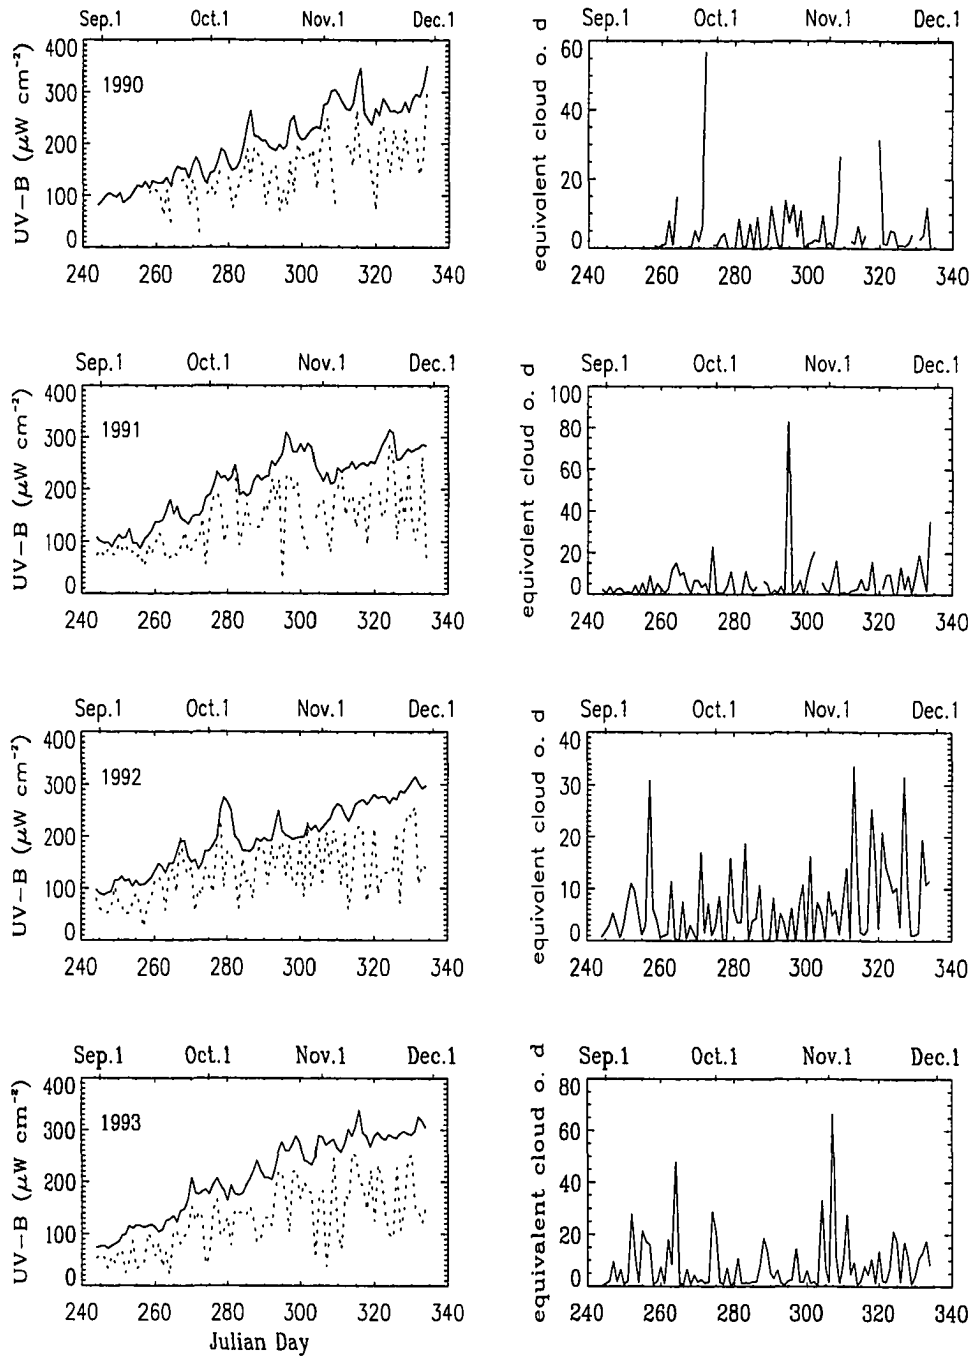 Sep.1 Oct.1 Nov.1 Dec.1
400
300
200
100
0
UV-B (μW cm⁻²)
1990
240 260 280 300 320 340
Sep.1 Oct.1 Nov.1 Dec.1
60
40
20
0
equivalent cloud o. d
240 260 280 300 320 340
Sep.1 Oct.1 Nov.1 Dec.1
400
300
200
100
0
UV-B (μW cm⁻²)
1991
240 260 280 300 320 340
Sep.1 Oct.1 Nov.1 Dec.1
100
80
60
40
20
0
equivalent cloud o. d
240 260 280 300 320 340
Sep.1 Oct.1 Nov.1 Dec.1
400
300
200
100
0
UV-B (μW cm⁻²)
1992
240 260 280 300 320 340
Sep.1 Oct.1 Nov.1 Dec.1
40
30
20
10
0
equivalent cloud o. d
240 260 280 300 320 340
Sep.1 Oct.1 Nov.1 Dec.1
400
300
200
100
0
UV-B (μW cm⁻²)
1993
240 260 280 300 320 340
Julian Day
Sep.1 Oct.1 Nov.1 Dec.1
80
60
40
20
0
equivalent cloud o. d
240 260 280 300 320 340